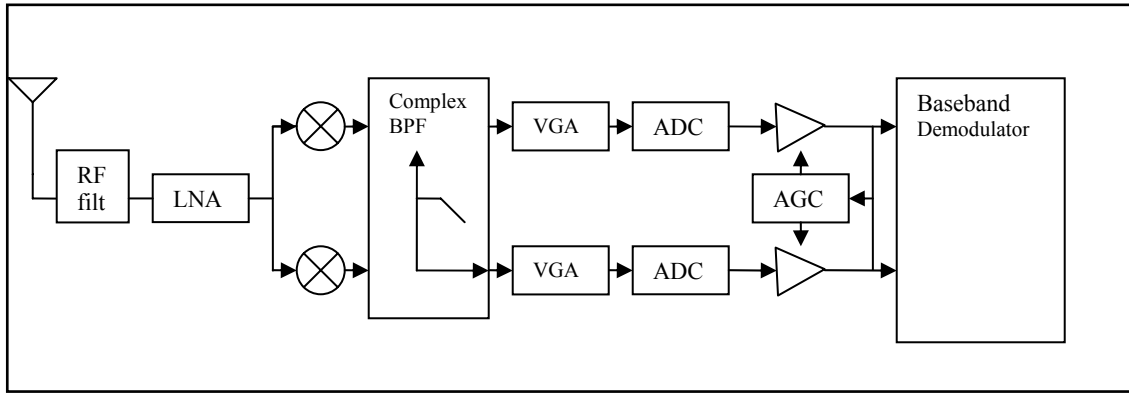 RF
filt
LNA
Complex
BPF
VGA
ADC
VGA
ADC
AGC
Baseband
Demodulator